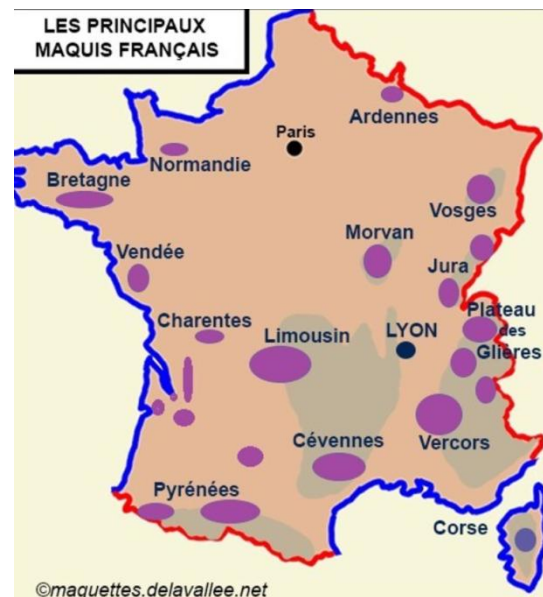 LES PRINCIPAUX
MAQUIS FRANÇAIS
Ardennes
Paris
Normandie
Bretagne
Vosges
Morvan
Vendée
Jura
Plateau
des
Glières
Charentes
Limousin
LYON
Cévennes
Vercors
Pyrénées
Corse
©maquettes.delavallee.net